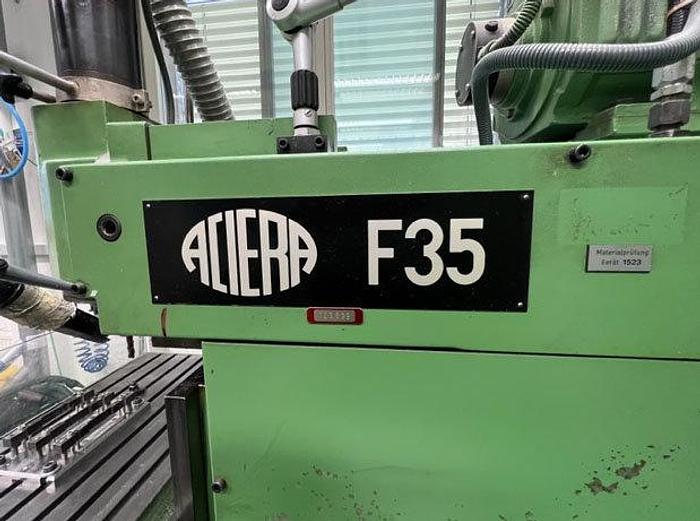 ACIERA F35
Materialprüfung
Gerät 1523